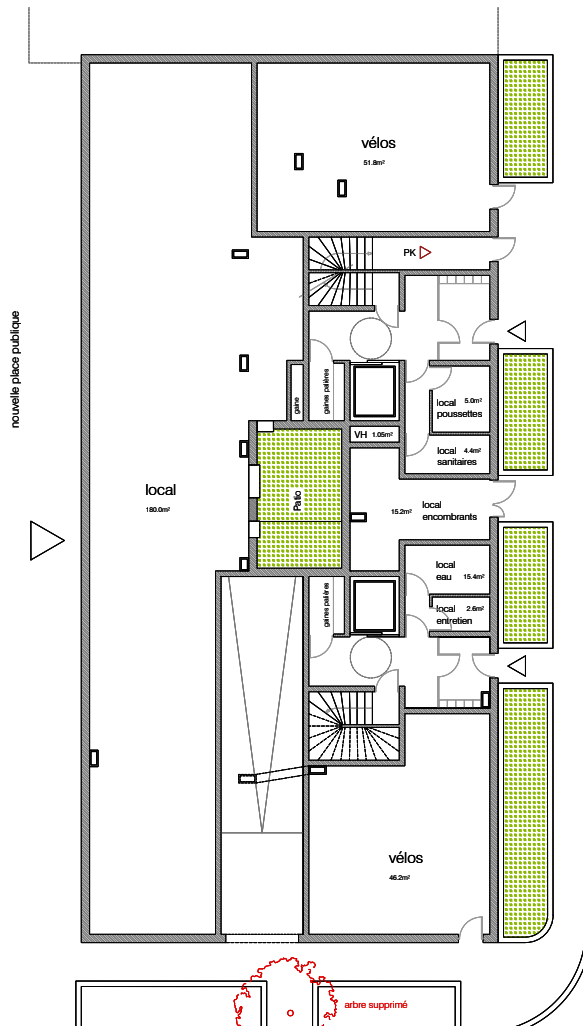 vélos
51.8m²
PK
nouvelle place publique
gaine
gaines palières
local 5.0m²
poussettes
VH 1.05m²
local 4.4m²
sanitaires
Patio
local
180.0m²
15.2m² local
encombrants
local
eau 15.4m²
gaines palières
local 2.6m²
entretien
vélos
46.2m²
arbre supprimé